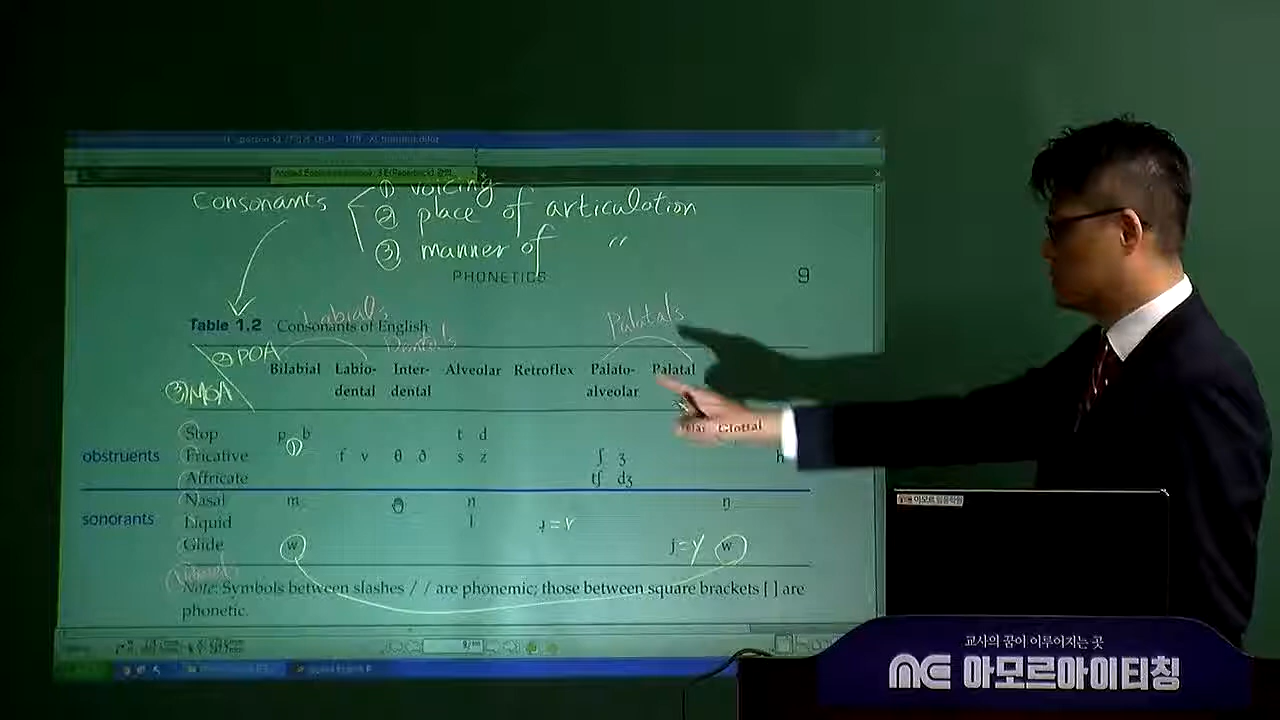 Consonants ① voicing
② place of articulation
③ manner of 〃
PHONETICS 9
Labials
Palatals
Table 1.2 Consonants of English
Dentals
② POA
③ MOA
Bilabial Labio-dental Inter-dental Alveolar Retroflex Palato-alveolar Palatal Glottal
Stop p b t d
①
obstruents Fricative f v θ ð s z ʃ ʒ h
Affricate tʃ dʒ
Nasal m n ŋ
sonorants Liquid l ɹ = r
Glide w j = y w
Note: Symbols between slashes / / are phonemic; those between square brackets [ ] are
phonetic.
교사의 꿈이 이루어지는 곳
아모르아이티칭